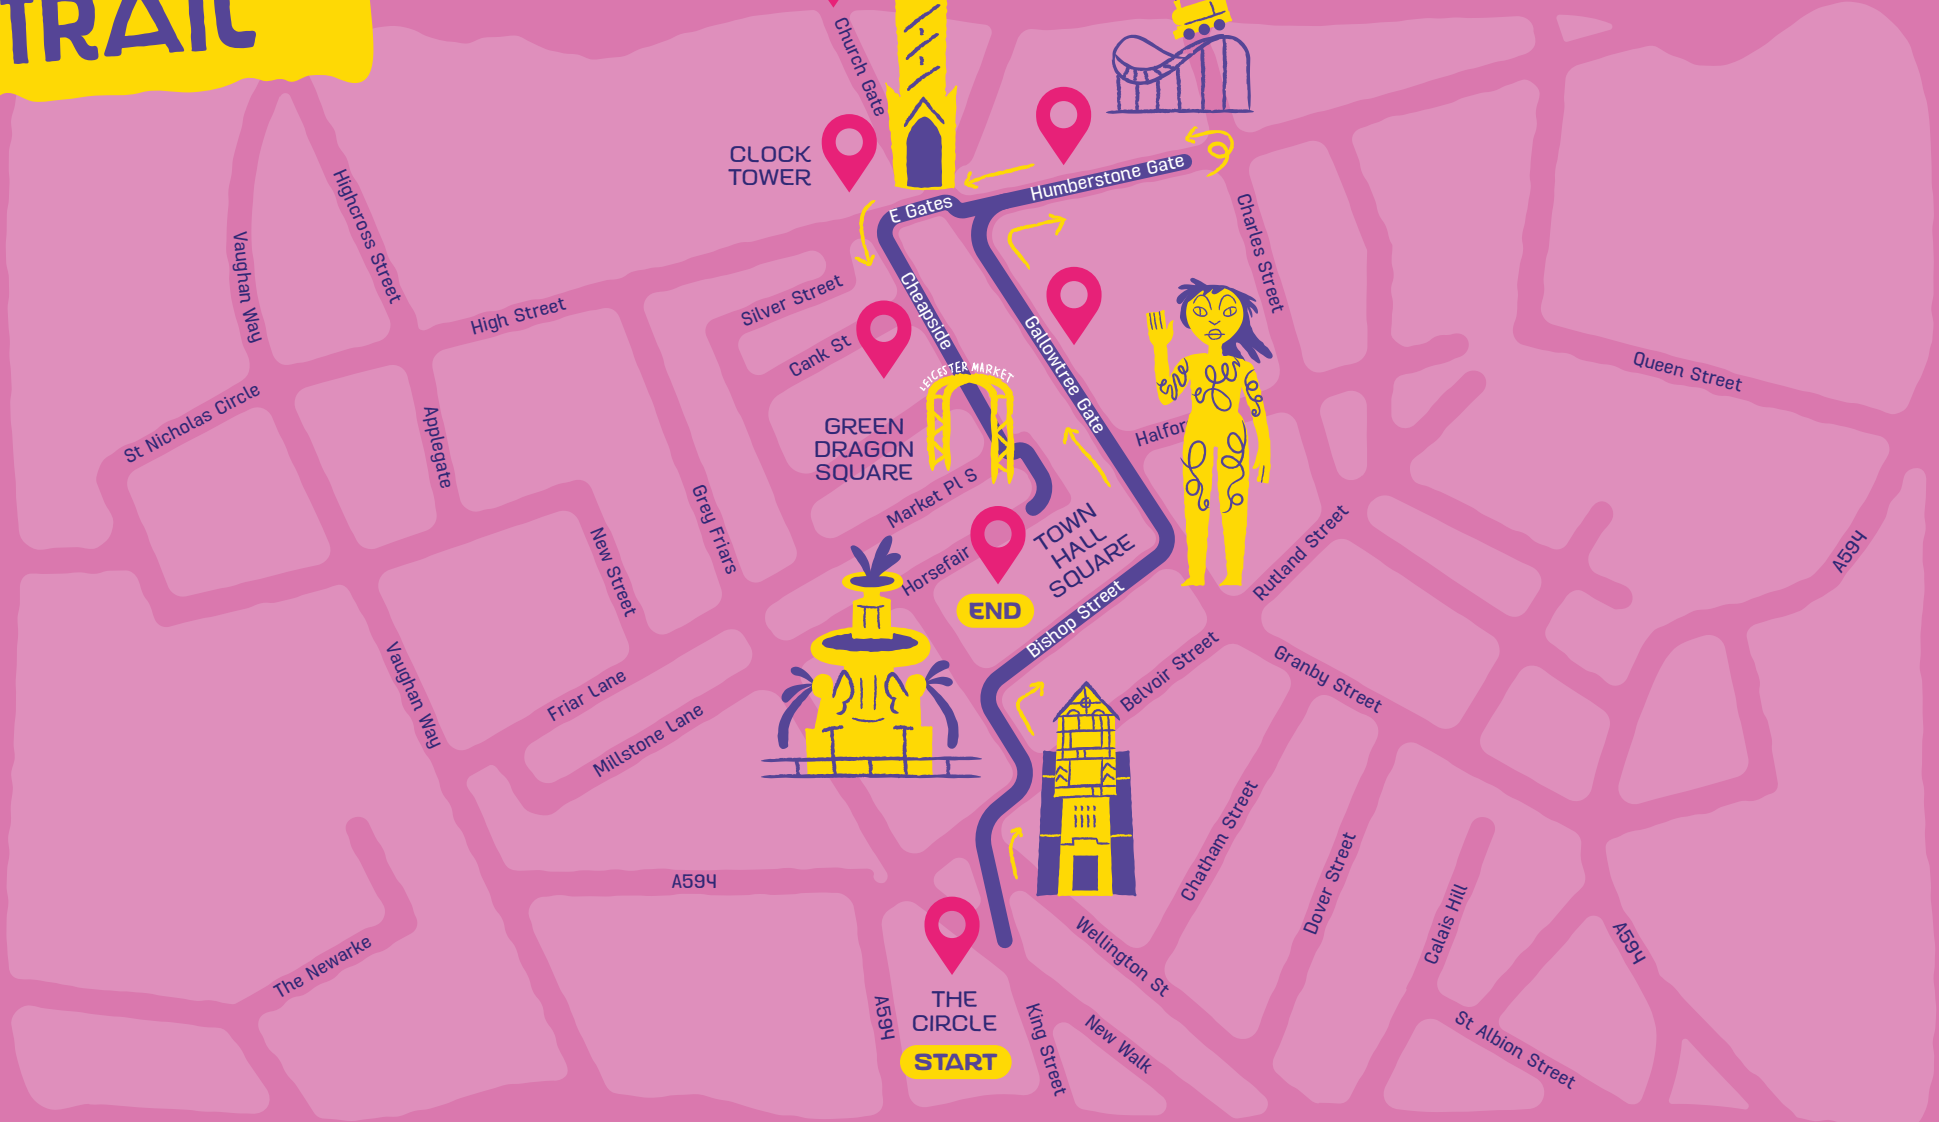 TRAIL
Church Gate
CLOCK
TOWER
Humberstone Gate
E Gates
Highcross Street
Vaughan Way
Charles Street
High Street
Silver Street
Cheapside
Cank St
Gallowtree Gate
LEICESTER MARKET
Queen Street
St Nicholas Circle
Applegate
GREEN
DRAGON
SQUARE
Halfor
Market Pl S
Grey Friars
New Street
TOWN
HALL
SQUARE
Horsefair
Rutland Street
A594
END
Bishop Street
Belvoir Street
Granby Street
Vaughan Way
Friar Lane
Millstone Lane
Chatham Street
Dover Street
A594
Calais Hill
A594
The Newarke
Wellington St
THE
CIRCLE
START
A594
King Street
New Walk
St Albion Street